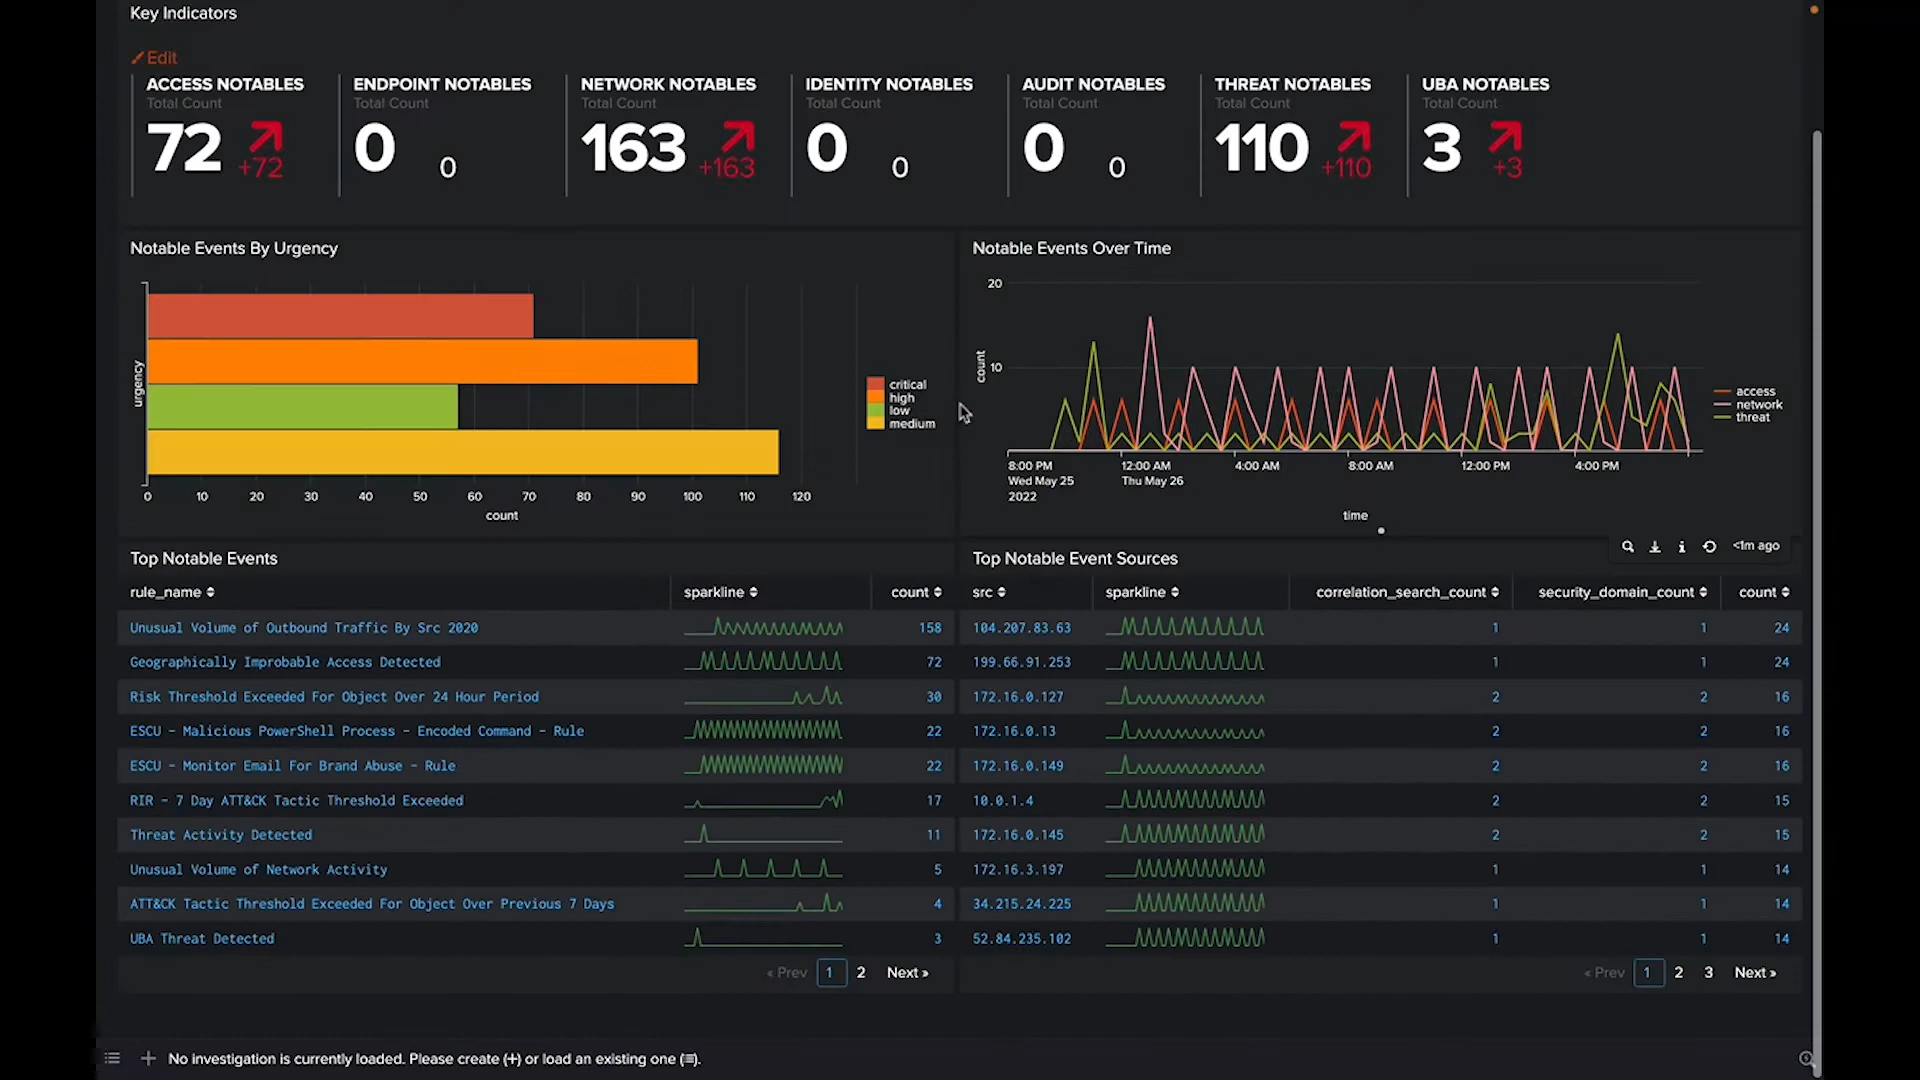 Key Indicators
Edit
ACCESS NOTABLES
Total Count
72 +72
ENDPOINT NOTABLES
Total Count
0 0
NETWORK NOTABLES
Total Count
163 +163
IDENTITY NOTABLES
Total Count
0 0
AUDIT NOTABLES
Total Count
0 0
THREAT NOTABLES
Total Count
110 +110
UBA NOTABLES
Total Count
3 +3
Notable Events By Urgency
urgency
critical
high
low
medium
0 10 20 30 40 50 60 70 80 90 100 110 120
count
Notable Events Over Time
20
10
count
access
network
threat
8:00 PM 12:00 AM 4:00 AM 8:00 AM 12:00 PM 4:00 PM
Wed May 25 Thu May 26
2022
time
Top Notable Events
rule_name sparkline count
Unusual Volume of Outbound Traffic By Src 2020 158
Geographically Improbable Access Detected 72
Risk Threshold Exceeded For Object Over 24 Hour Period 30
ESCU - Malicious PowerShell Process - Encoded Command - Rule 22
ESCU - Monitor Email For Brand Abuse - Rule 22
RIR - 7 Day ATT&CK Tactic Threshold Exceeded 17
Threat Activity Detected 11
Unusual Volume of Network Activity 5
ATT&CK Tactic Threshold Exceeded For Object Over Previous 7 Days 4
UBA Threat Detected 3
« Prev 1 2 Next »
Top Notable Event Sources
<1m ago
src sparkline correlation_search_count security_domain_count count
104.207.83.63 1 1 24
199.66.91.253 1 1 24
172.16.0.127 2 2 16
172.16.0.13 2 2 16
172.16.0.149 2 2 16
10.0.1.4 2 2 15
172.16.0.145 2 2 15
172.16.3.197 1 1 14
34.215.24.225 1 1 14
52.84.235.102 1 1 14
« Prev 1 2 3 Next »
No investigation is currently loaded. Please create (+) or load an existing one (≡).